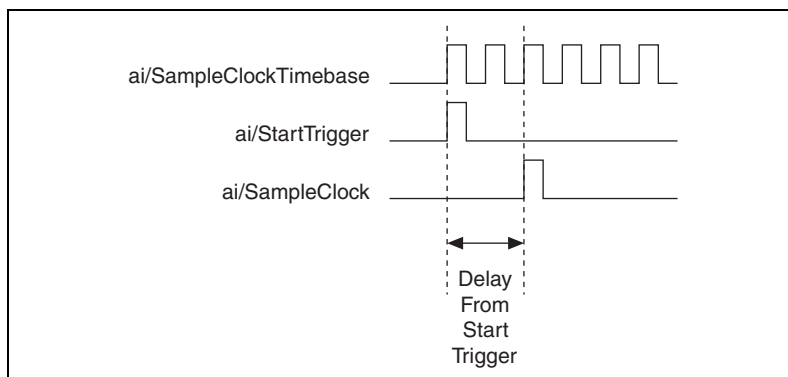 ai/SampleClockTimebase
ai/StartTrigger
ai/SampleClock
Delay
From
Start
Trigger